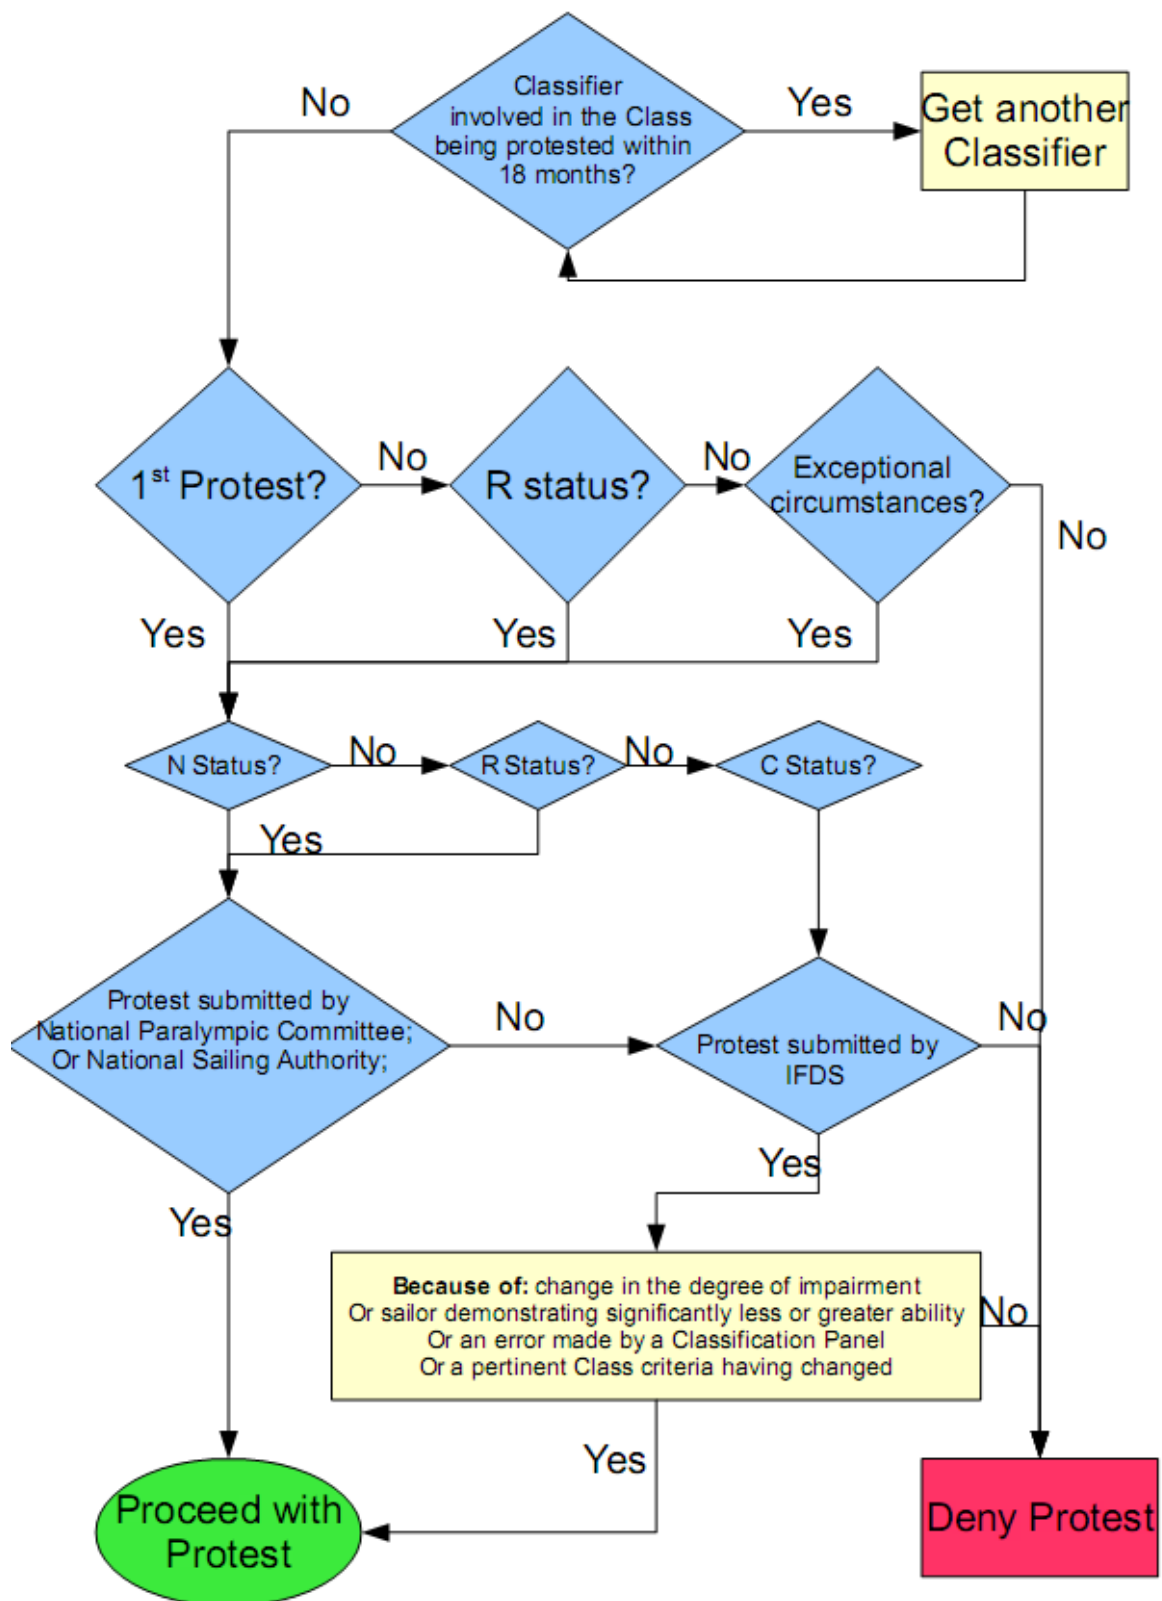 Classifier
involved in the Class
being protested within
18 months?
No
Yes
Get another
Classifier
1st Protest?
No
R status?
No
Exceptional
circumstances?
No
Yes
Yes
Yes
N Status?
No
R Status?
No
C Status?
Yes
Protest submitted by
National Paralympic Committee;
Or National Sailing Authority;
No
Protest submitted by
IFDS
No
Yes
Yes
Because of: change in the degree of impairment
Or sailor demonstrating significantly less or greater ability
Or an error made by a Classification Panel
Or a pertinent Class criteria having changed
No
Yes
Proceed with
Protest
Deny Protest